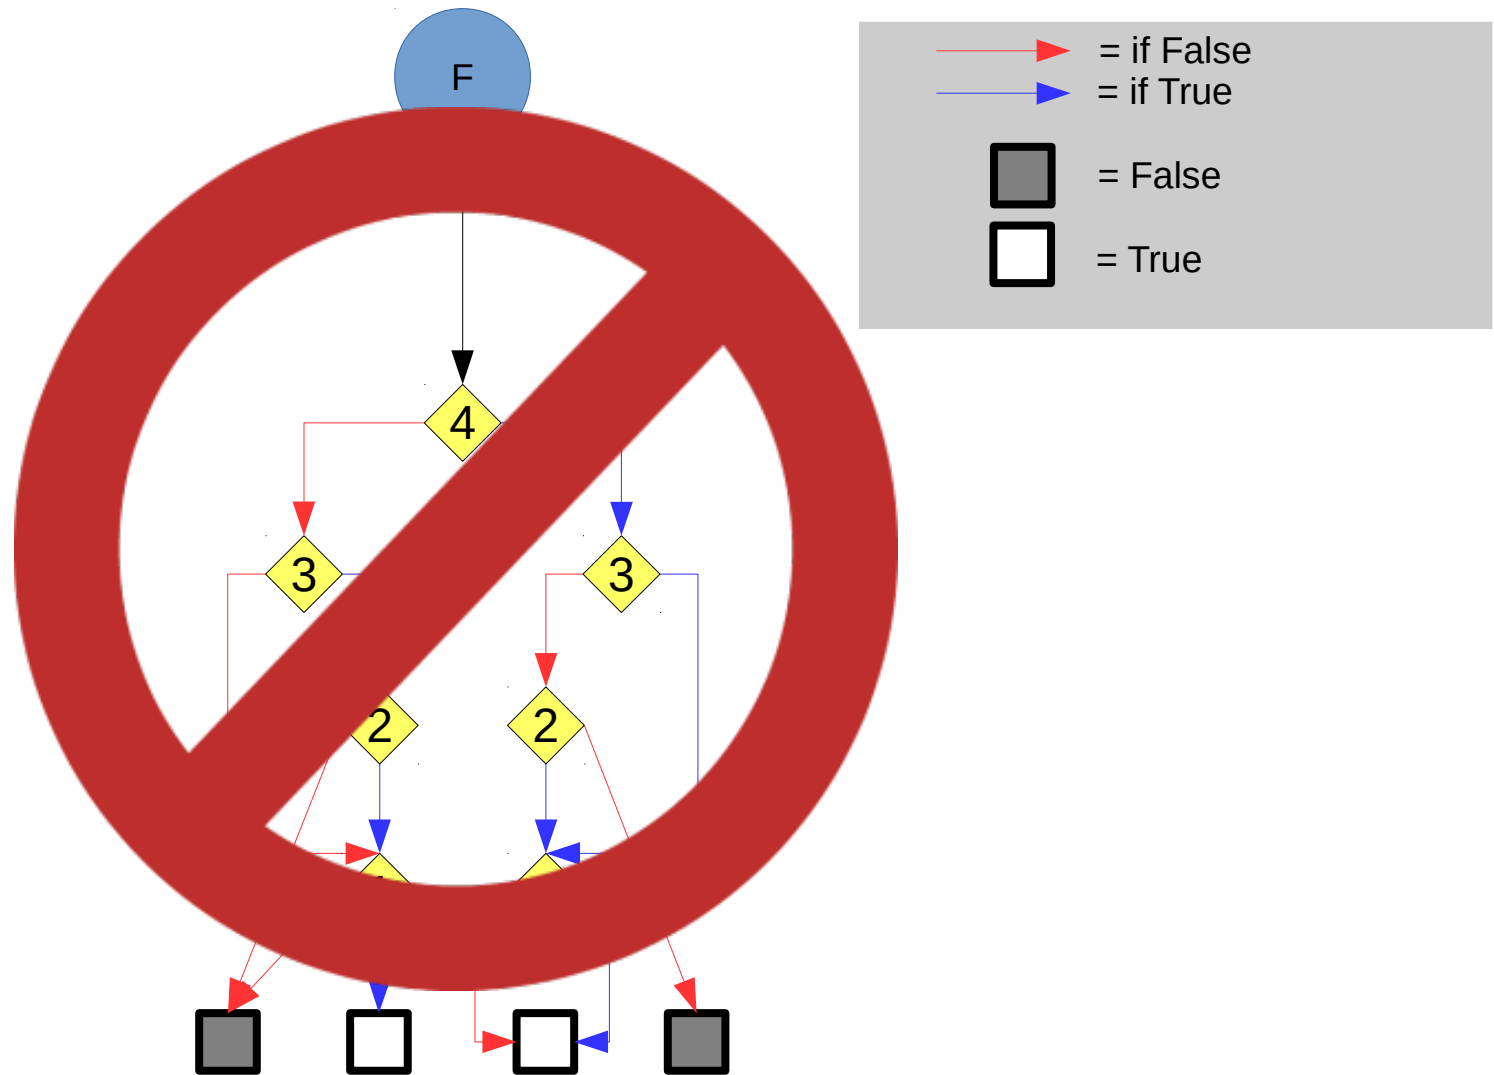 F
= if False
= if True
= False
= True
4
3
3
2
2